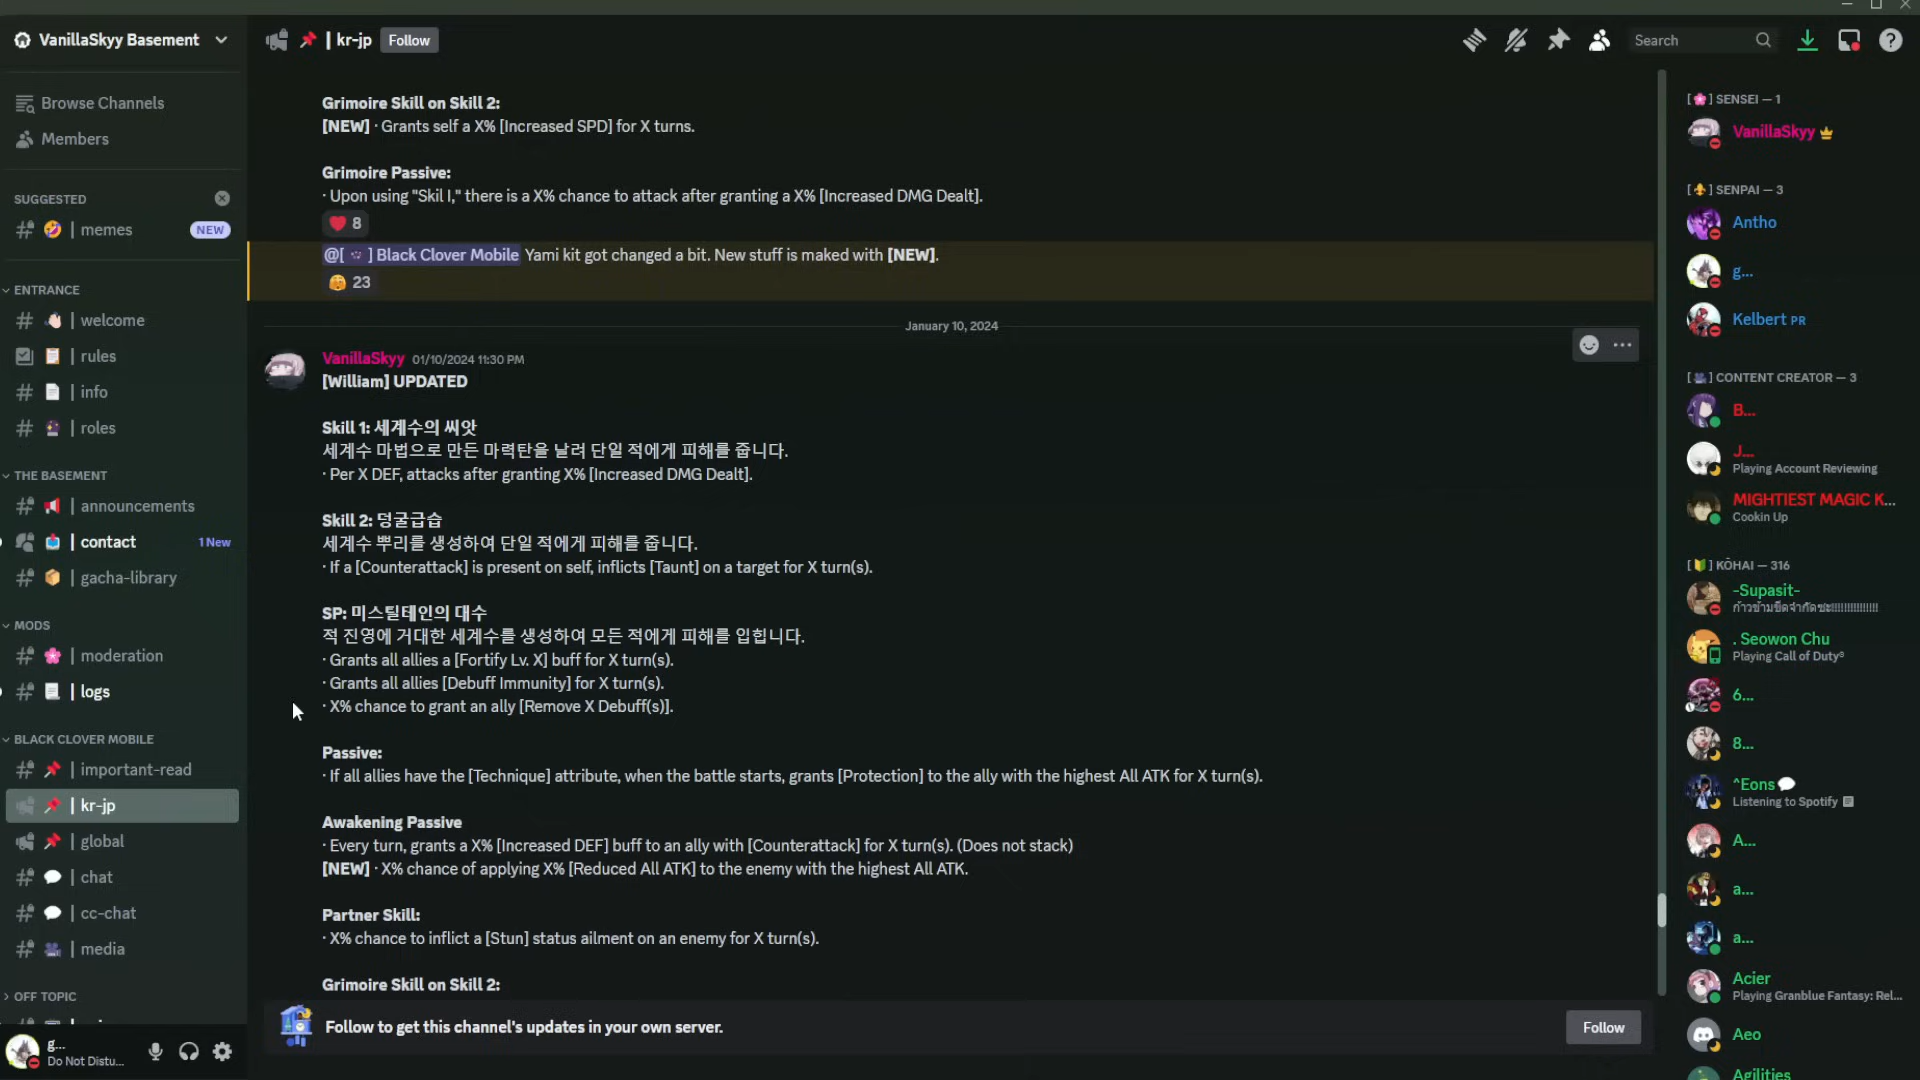 VanillaSkyy Basement
| kr-jp
Follow
Search
Browse Channels
Members
SUGGESTED
| memes
NEW
ENTRANCE
| welcome
| rules
| info
| roles
THE BASEMENT
| announcements
| contact
1 New
| gacha-library
MODS
| moderation
| logs
BLACK CLOVER MOBILE
| important-read
| kr-jp
| global
| chat
| cc-chat
| media
OFF TOPIC
g...
Do Not Distu...
Grimoire Skill on Skill 2:
[NEW] · Grants self a X% [Increased SPD] for X turns.
Grimoire Passive:
· Upon using "Skil I," there is a X% chance to attack after granting a X% [Increased DMG Dealt].
8
@[ ] Black Clover Mobile Yami kit got changed a bit. New stuff is maked with [NEW].
23
January 10, 2024
VanillaSkyy 01/10/2024 11:30 PM
[William] UPDATED
Skill 1: 세계수의 씨앗
세계수 마법으로 만든 마력탄을 날려 단일 적에게 피해를 줍니다.
· Per X DEF, attacks after granting X% [Increased DMG Dealt].
Skill 2: 덩굴급습
세계수 뿌리를 생성하여 단일 적에게 피해를 줍니다.
· If a [Counterattack] is present on self, inflicts [Taunt] on a target for X turn(s).
SP: 미스틸테인의 대수
적 진영에 거대한 세계수를 생성하여 모든 적에게 피해를 입힙니다.
· Grants all allies a [Fortify Lv. X] buff for X turn(s).
· Grants all allies [Debuff Immunity] for X turn(s).
· X% chance to grant an ally [Remove X Debuff(s)].
Passive:
· If all allies have the [Technique] attribute, when the battle starts, grants [Protection] to the ally with the highest All ATK for X turn(s).
Awakening Passive
· Every turn, grants a X% [Increased DEF] buff to an ally with [Counterattack] for X turn(s). (Does not stack)
[NEW] · X% chance of applying X% [Reduced All ATK] to the enemy with the highest All ATK.
Partner Skill:
· X% chance to inflict a [Stun] status ailment on an enemy for X turn(s).
Grimoire Skill on Skill 2:
Follow to get this channel's updates in your own server.
Follow
[ ] SENSEI — 1
VanillaSkyy
[ ] SENPAI — 3
Antho
g...
Kelbert PR
[ ] CONTENT CREATOR — 3
B...
J...
Playing Account Reviewing
MIGHTIEST MAGIC K...
Cookin Up
[ ] KŌHAI — 316
-Supasit-
. Seowon Chu
Playing Call of Duty®
6...
8...
^Eons
Listening to Spotify
A...
a...
a...
Acier
Playing Granblue Fantasy: Rel...
Aeo
Agilities